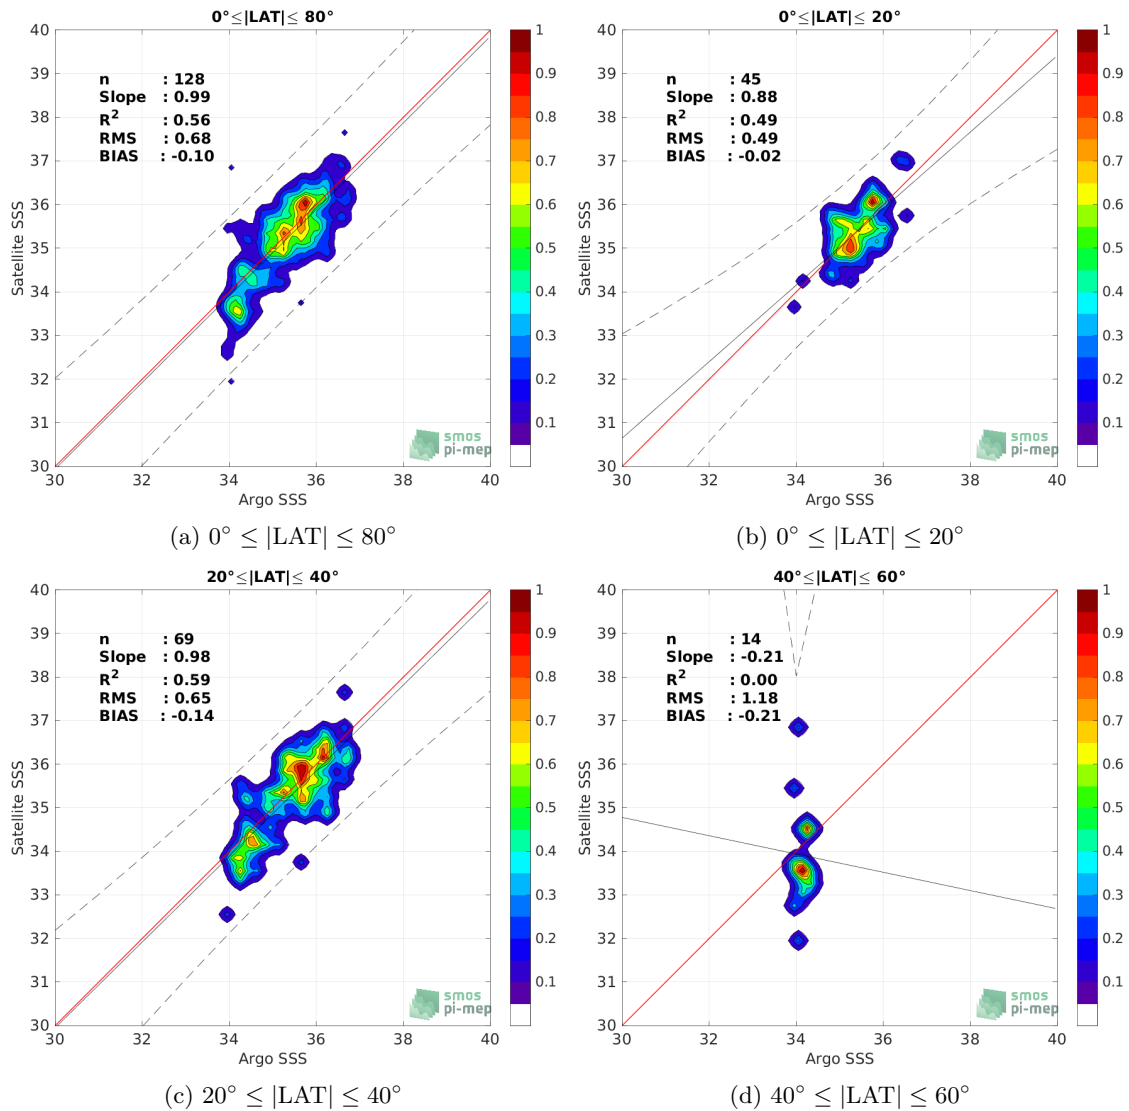 0°≤|LAT|≤ 80°
n : 128
Slope : 0.99
R² : 0.56
RMS : 0.68
BIAS : -0.10
Satellite SSS
40
39
38
37
36
35
34
33
32
31
30
30 32 34 36 38 40
Argo SSS
1
0.9
0.8
0.7
0.6
0.5
0.4
0.3
0.2
0.1
smos
pi-mep
(a) 0° ≤ |LAT| ≤ 80°
0°≤|LAT|≤ 20°
n : 45
Slope : 0.88
R² : 0.49
RMS : 0.49
BIAS : -0.02
Satellite SSS
40
39
38
37
36
35
34
33
32
31
30
30 32 34 36 38 40
Argo SSS
1
0.9
0.8
0.7
0.6
0.5
0.4
0.3
0.2
0.1
smos
pi-mep
(b) 0° ≤ |LAT| ≤ 20°
20°≤|LAT|≤ 40°
n : 69
Slope : 0.98
R² : 0.59
RMS : 0.65
BIAS : -0.14
Satellite SSS
40
39
38
37
36
35
34
33
32
31
30
30 32 34 36 38 40
Argo SSS
1
0.9
0.8
0.7
0.6
0.5
0.4
0.3
0.2
0.1
smos
pi-mep
(c) 20° ≤ |LAT| ≤ 40°
40°≤|LAT|≤ 60°
n : 14
Slope : -0.21
R² : 0.00
RMS : 1.18
BIAS : -0.21
Satellite SSS
40
39
38
37
36
35
34
33
32
31
30
30 32 34 36 38 40
Argo SSS
1
0.9
0.8
0.7
0.6
0.5
0.4
0.3
0.2
0.1
smos
pi-mep
(d) 40° ≤ |LAT| ≤ 60°